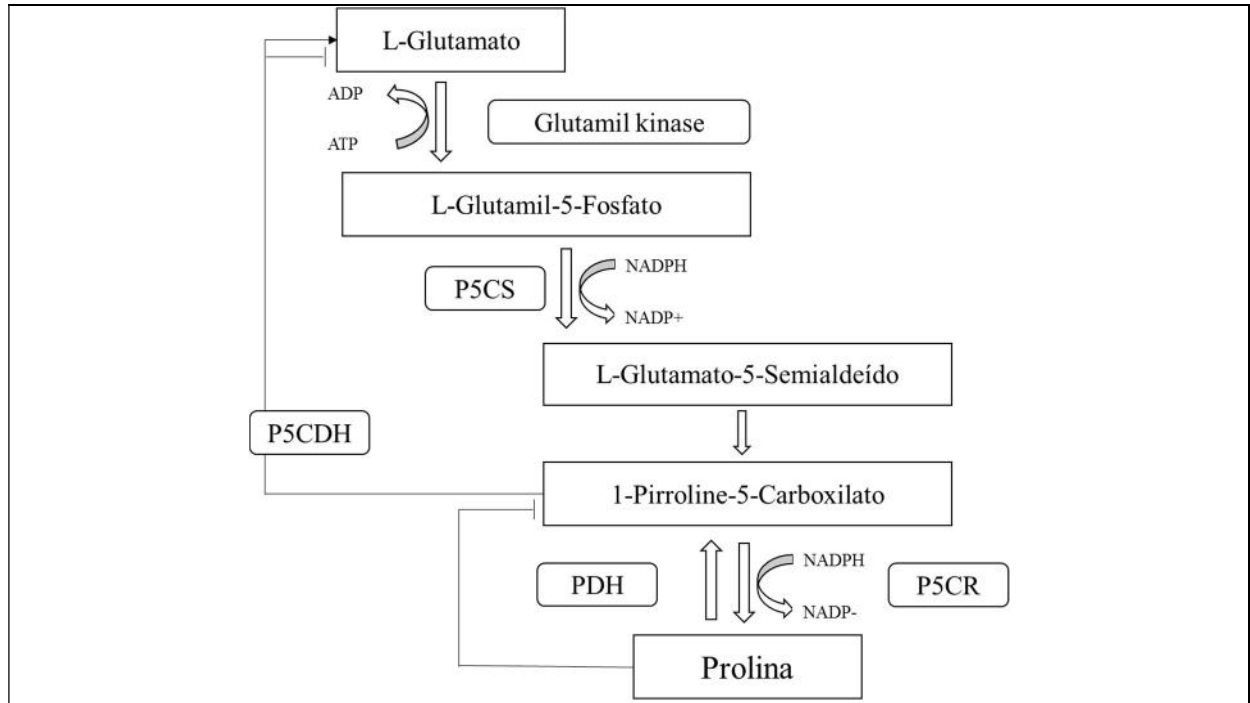 L-Glutamato
ADP
ATP
Glutamil kinase
L-Glutamil-5-Fosfato
P5CS
NADPH
NADP+
L-Glutamato-5-Semialdeído
P5CDH
1-Pirroline-5-Carboxilato
PDH
NADPH
NADP-
P5CR
Prolina